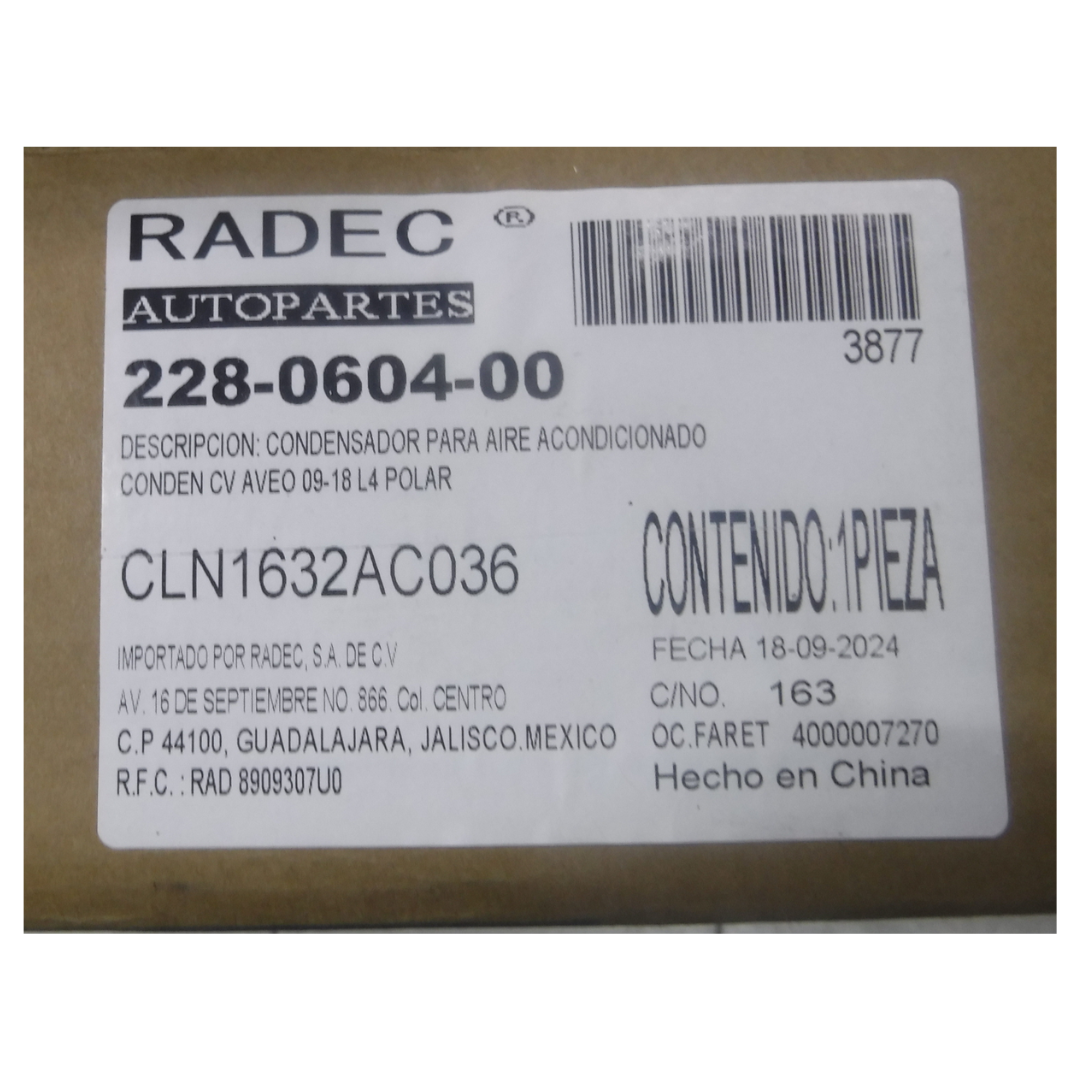 RADEC ®
AUTOPARTES
3877
228-0604-00
DESCRIPCION: CONDENSADOR PARA AIRE ACONDICIONADO
CONDEN CV AVEO 09-18 L4 POLAR
CLN1632AC036
CONTENIDO:1PIEZA
IMPORTADO POR RADEC, S.A. DE C.V
AV. 16 DE SEPTIEMBRE NO. 866. Col. CENTRO
C.P 44100, GUADALAJARA, JALISCO.MEXICO
R.F.C. : RAD 8909307U0
FECHA 18-09-2024
C/NO. 163
OC.FARET 4000007270
Hecho en China